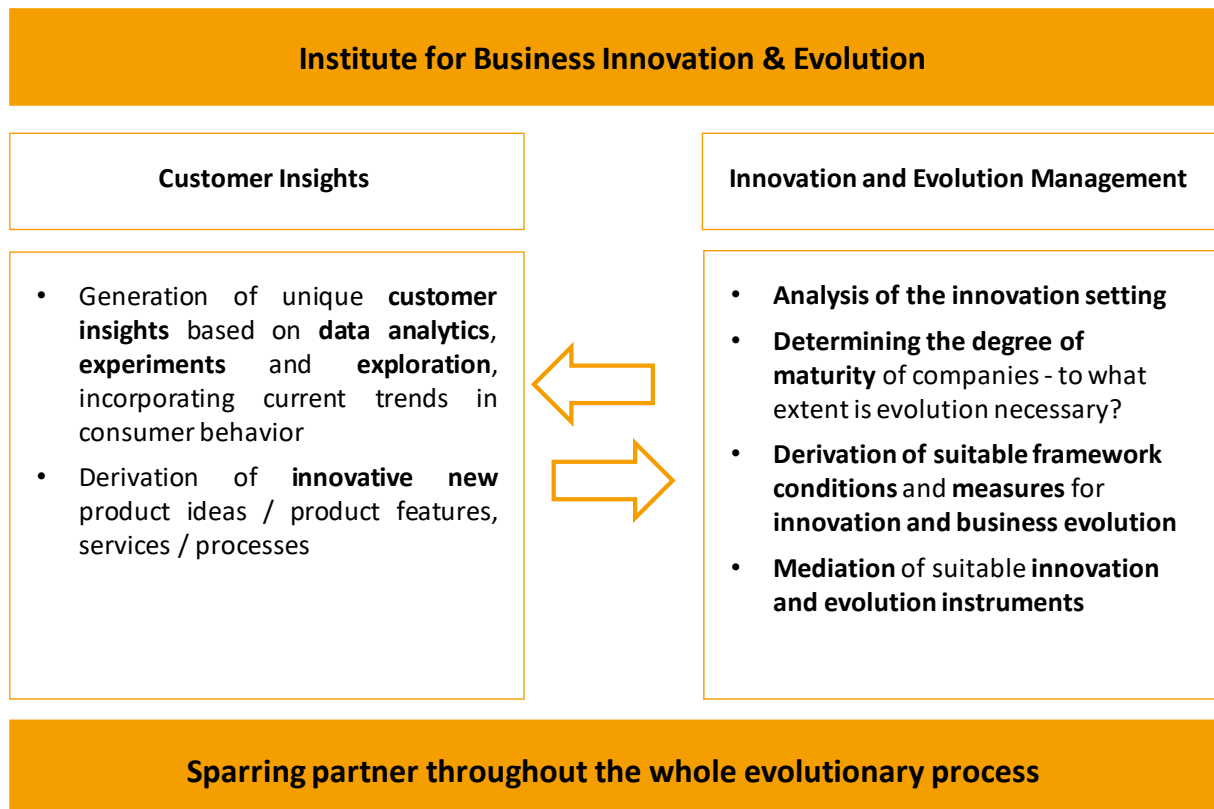 Institute for Business Innovation & Evolution
Customer Insights
• Generation of unique customer
insights based on data analytics,
experiments and exploration,
incorporating current trends in
consumer behavior
• Derivation of innovative new
product ideas / product features,
services / processes
Innovation and Evolution Management
• Analysis of the innovation setting
• Determining the degree of
maturity of companies - to what
extent is evolution necessary?
• Derivation of suitable framework
conditions and measures for
innovation and business evolution
• Mediation of suitable innovation
and evolution instruments
Sparring partner throughout the whole evolutionary process